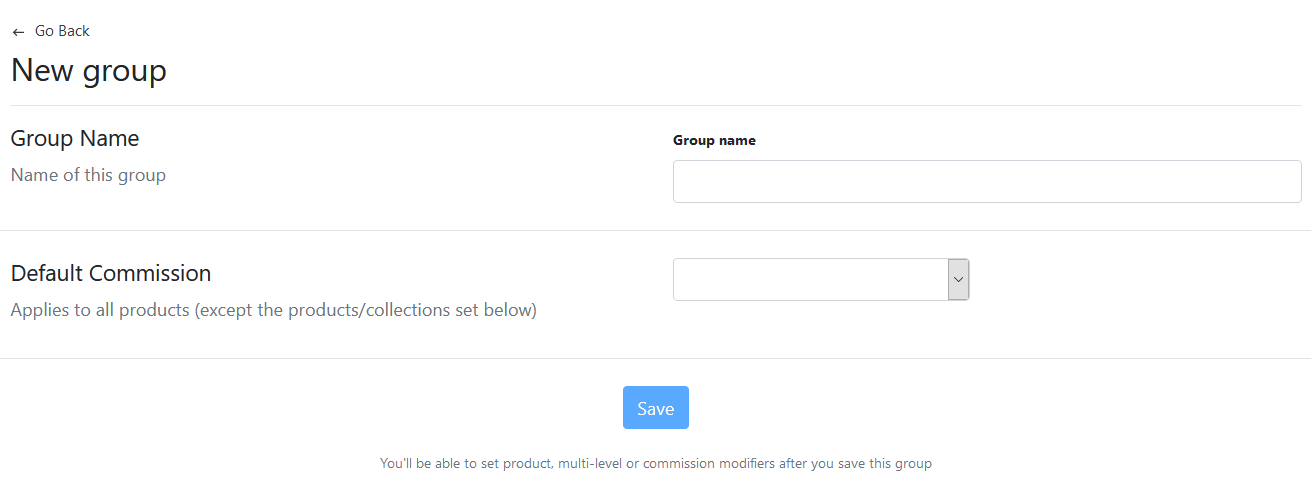 ← Go Back
New group
Group Name
Name of this group
Group name
Default Commission
Applies to all products (except the products/collections set below)
Save
You'll be able to set product, multi-level or commission modifiers after you save this group